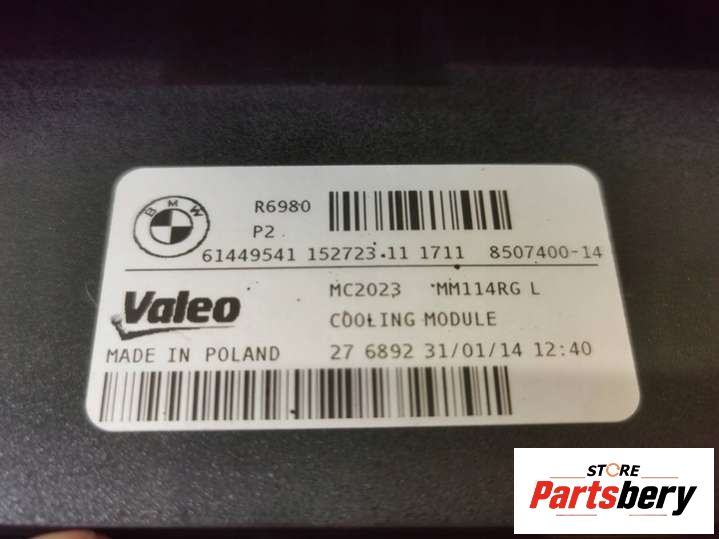 BMW
R6980
P2
61449541 152723.11 1711 8507400-14
Valeo
MC2023 MM114RG L
COOLING MODULE
MADE IN POLAND
27 6892 31/01/14 12:40
STORE
Partsbery